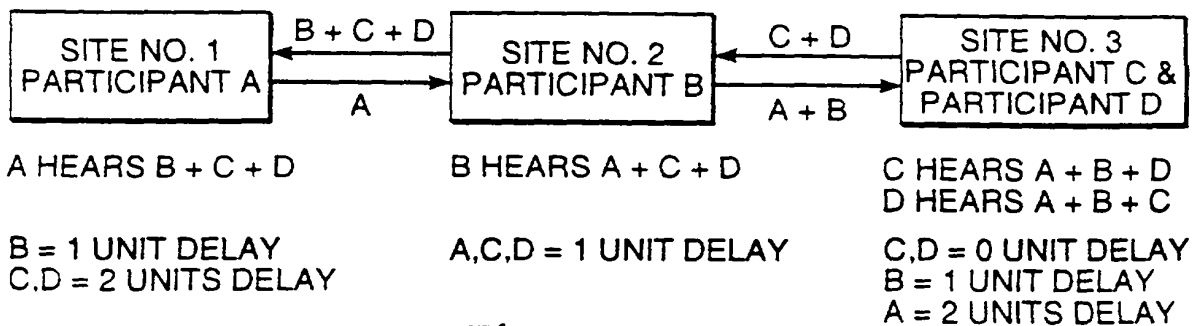 SITE NO. 1
PARTICIPANT A
B + C + D
A
SITE NO. 2
PARTICIPANT B
C + D
A + B
SITE NO. 3
PARTICIPANT C &
PARTICIPANT D
A HEARS B + C + D
B = 1 UNIT DELAY
C,D = 2 UNITS DELAY
B HEARS A + C + D
A,C,D = 1 UNIT DELAY
C HEARS A + B + D
D HEARS A + B + C
C,D = 0 UNIT DELAY
B = 1 UNIT DELAY
A = 2 UNITS DELAY